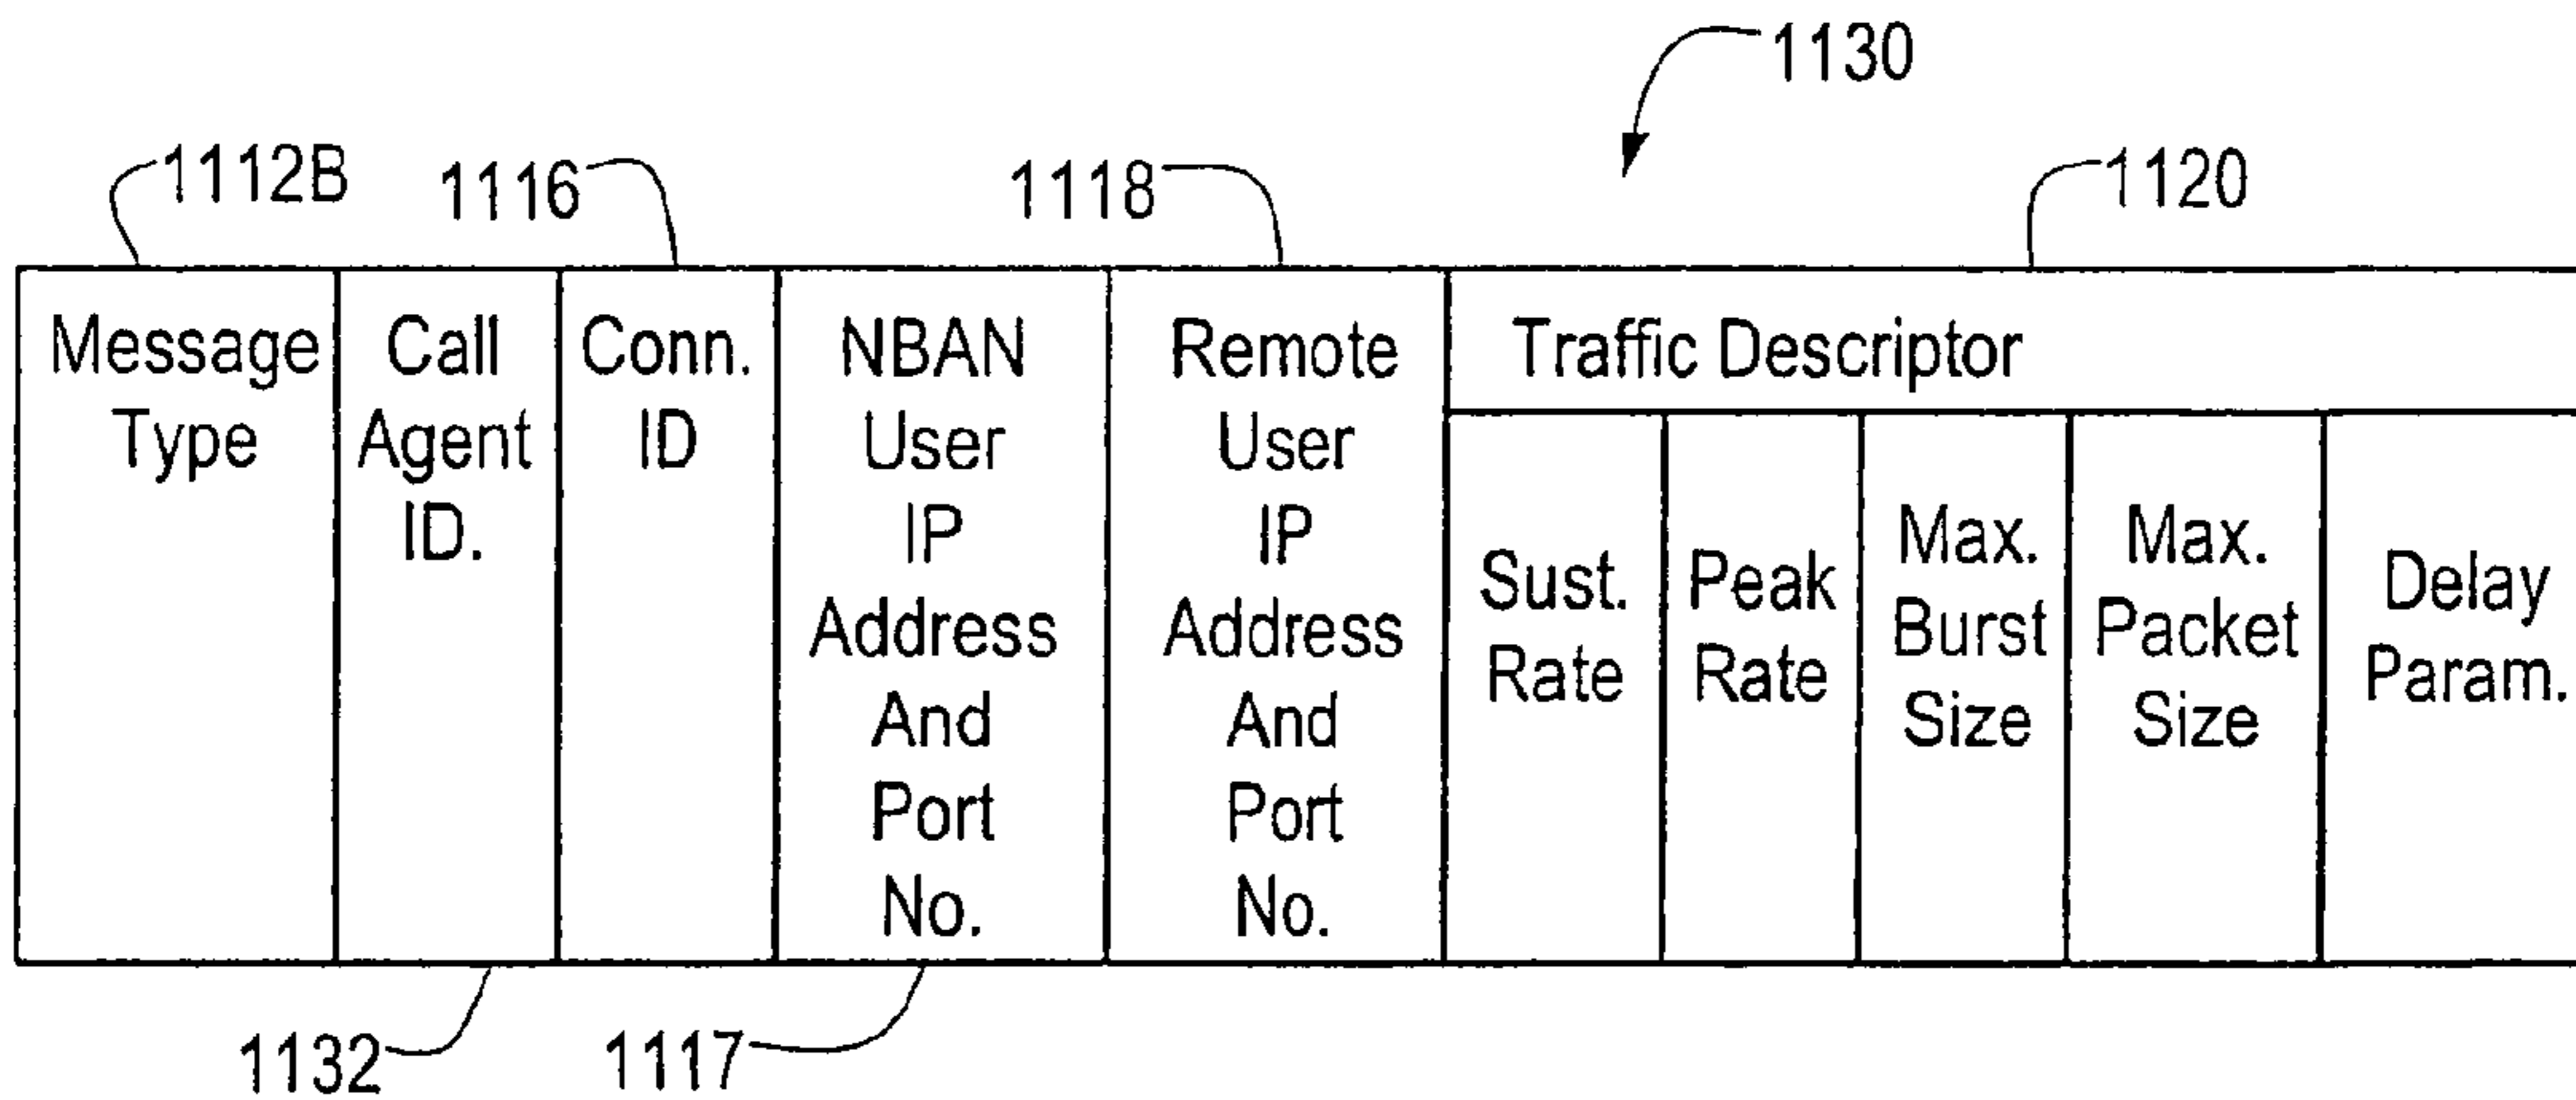 1130
1112B
1116
1118
1120
Message
Type
Call
Agent
ID.
Conn.
ID
NBAN
User
IP
Address
And
Port
No.
Remote
User
IP
Address
And
Port
No.
Traffic Descriptor
Sust.
Rate
Peak
Rate
Max.
Burst
Size
Max.
Packet
Size
Delay
Param.
1132
1117